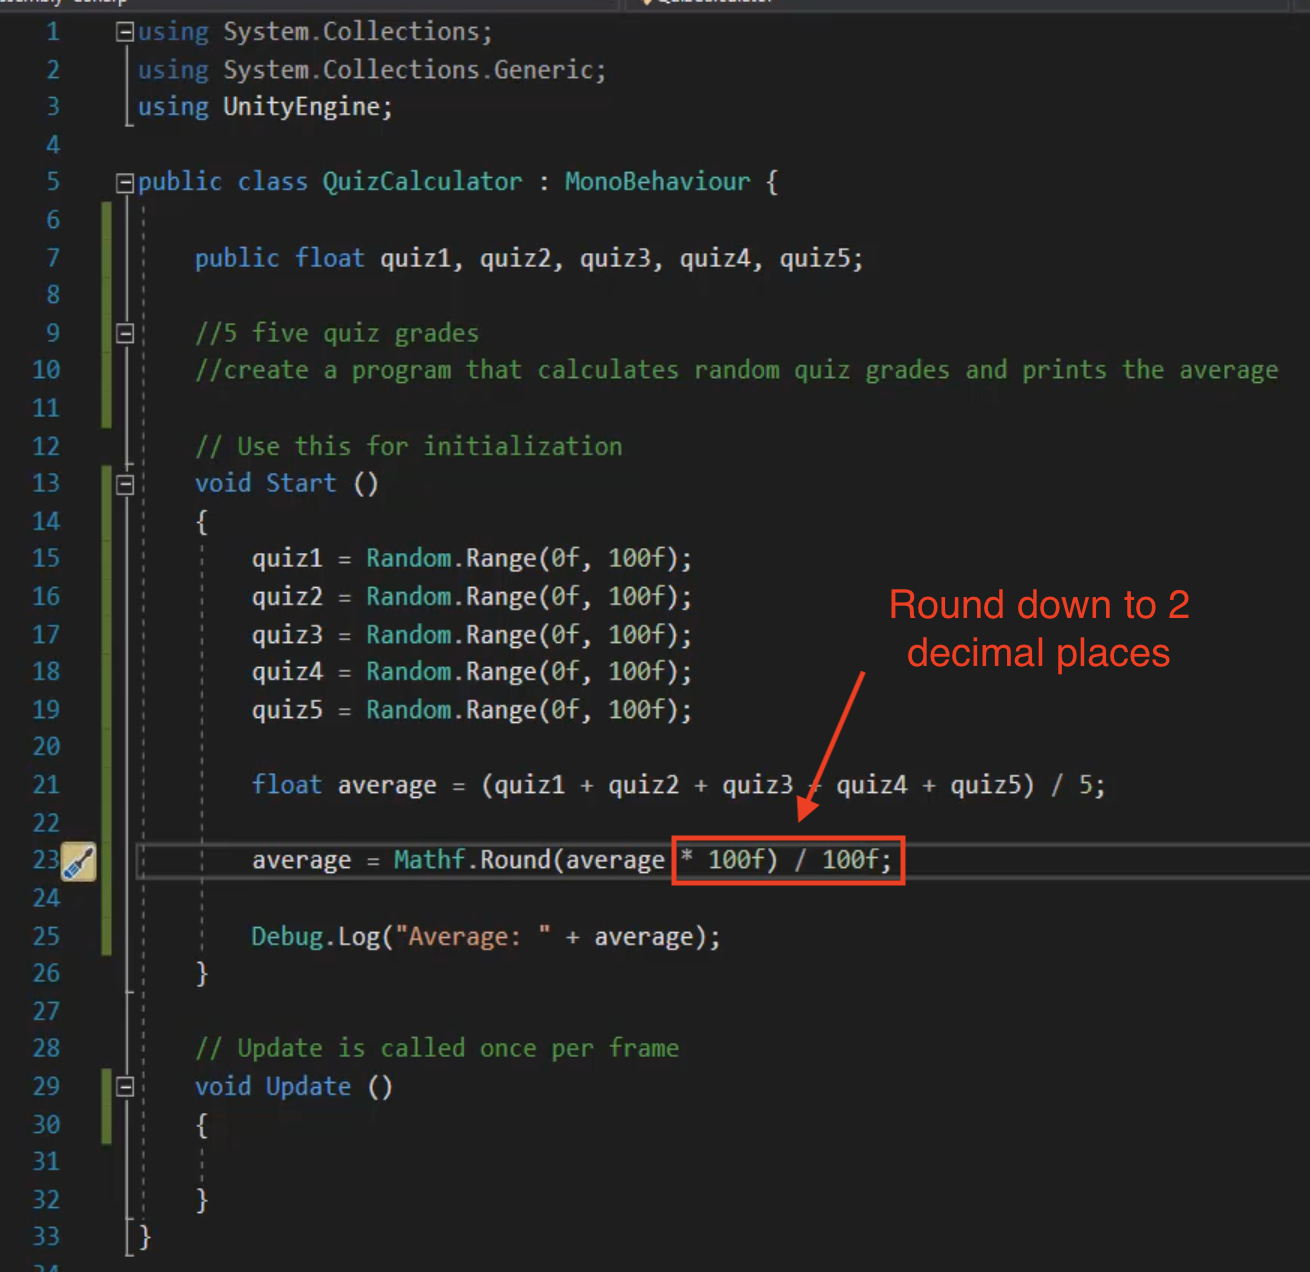 1 using System.Collections;
2 using System.Collections.Generic;
3 using UnityEngine;
4
5 public class QuizCalculator : MonoBehaviour {
6
7 public float quiz1, quiz2, quiz3, quiz4, quiz5;
8
9 //5 five quiz grades
10 //create a program that calculates random quiz grades and prints the average
11
12 // Use this for initialization
13 void Start ()
14 {
15 quiz1 = Random.Range(0f, 100f);
16 quiz2 = Random.Range(0f, 100f);
17 quiz3 = Random.Range(0f, 100f);
18 quiz4 = Random.Range(0f, 100f);
19 quiz5 = Random.Range(0f, 100f);
Round down to 2
decimal places
20
21 float average = (quiz1 + quiz2 + quiz3 + quiz4 + quiz5) / 5;
22
23 average = Mathf.Round(average * 100f) / 100f;
24
25 Debug.Log("Average: " + average);
26 }
27
28 // Update is called once per frame
29 void Update ()
30 {
31
32 }
33 }